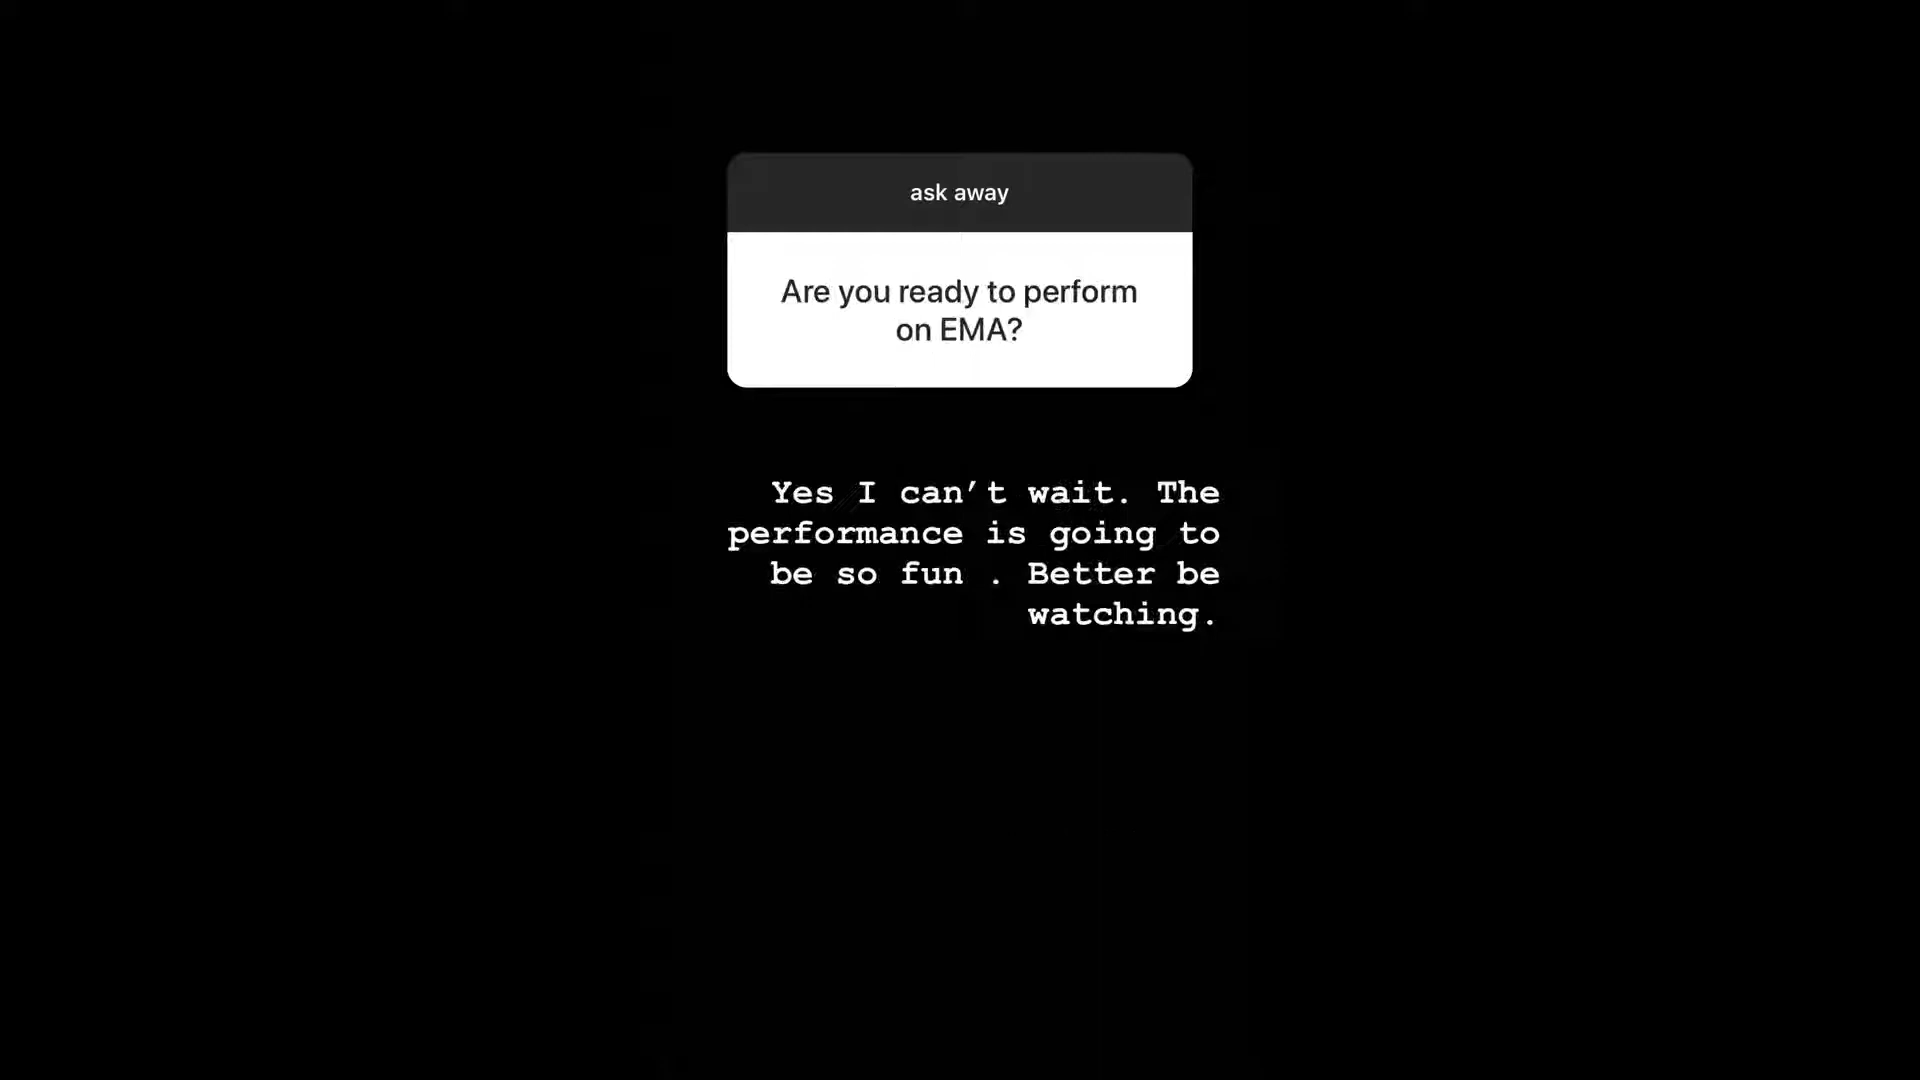 ask away
Are you ready to perform
on EMA?
Yes I can’t wait. The
performance is going to
be so fun . Better be
watching.